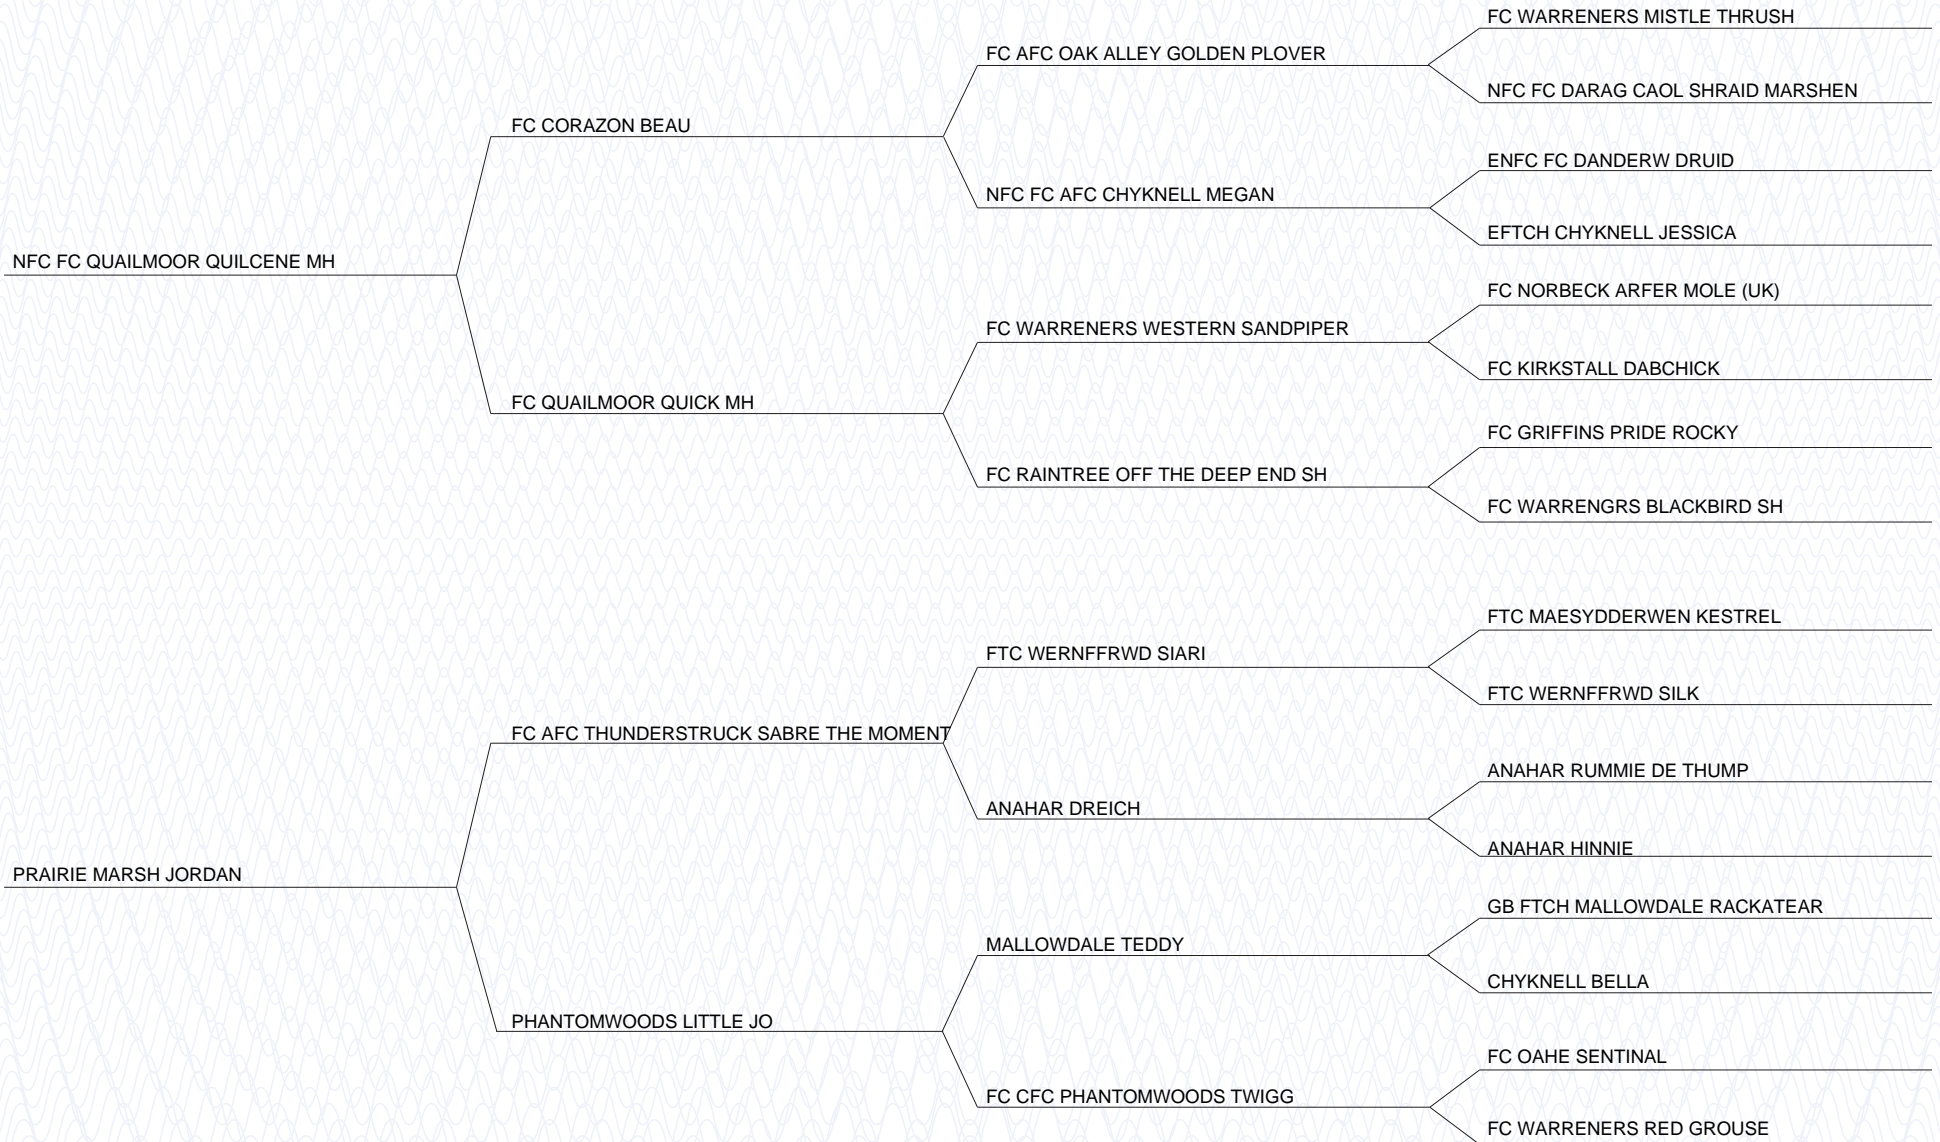 FC WARRENERS MISTLE THRUSH
FC AFC OAK ALLEY GOLDEN PLOVER
NFC FC DARAG CAOL SHRAID MARSHEN
FC CORAZON BEAU
ENFC FC DANDERW DRUID
NFC FC AFC CHYKNELL MEGAN
EFTCH CHYKNELL JESSICA
NFC FC QUAILMOOR QUILCENE MH
FC NORBECK ARFER MOLE (UK)
FC WARRENERS WESTERN SANDPIPER
FC KIRKSTALL DABCHICK
FC QUAILMOOR QUICK MH
FC GRIFFINS PRIDE ROCKY
FC RAINTREE OFF THE DEEP END SH
FC WARRENGRS BLACKBIRD SH
FTC MAESYDDERWEN KESTREL
FTC WERNFFRWD SIARI
FTC WERNFFRWD SILK
FC AFC THUNDERSTRUCK SABRE THE MOMENT
ANAHAR RUMMIE DE THUMP
ANAHAR DREICH
ANAHAR HINNIE
PRAIRIE MARSH JORDAN
GB FTCH MALLOWDALE RACKATEAR
MALLOWDALE TEDDY
CHYKNELL BELLA
PHANTOMWOODS LITTLE JO
FC OAHE SENTINAL
FC CFC PHANTOMWOODS TWIGG
FC WARRENERS RED GROUSE